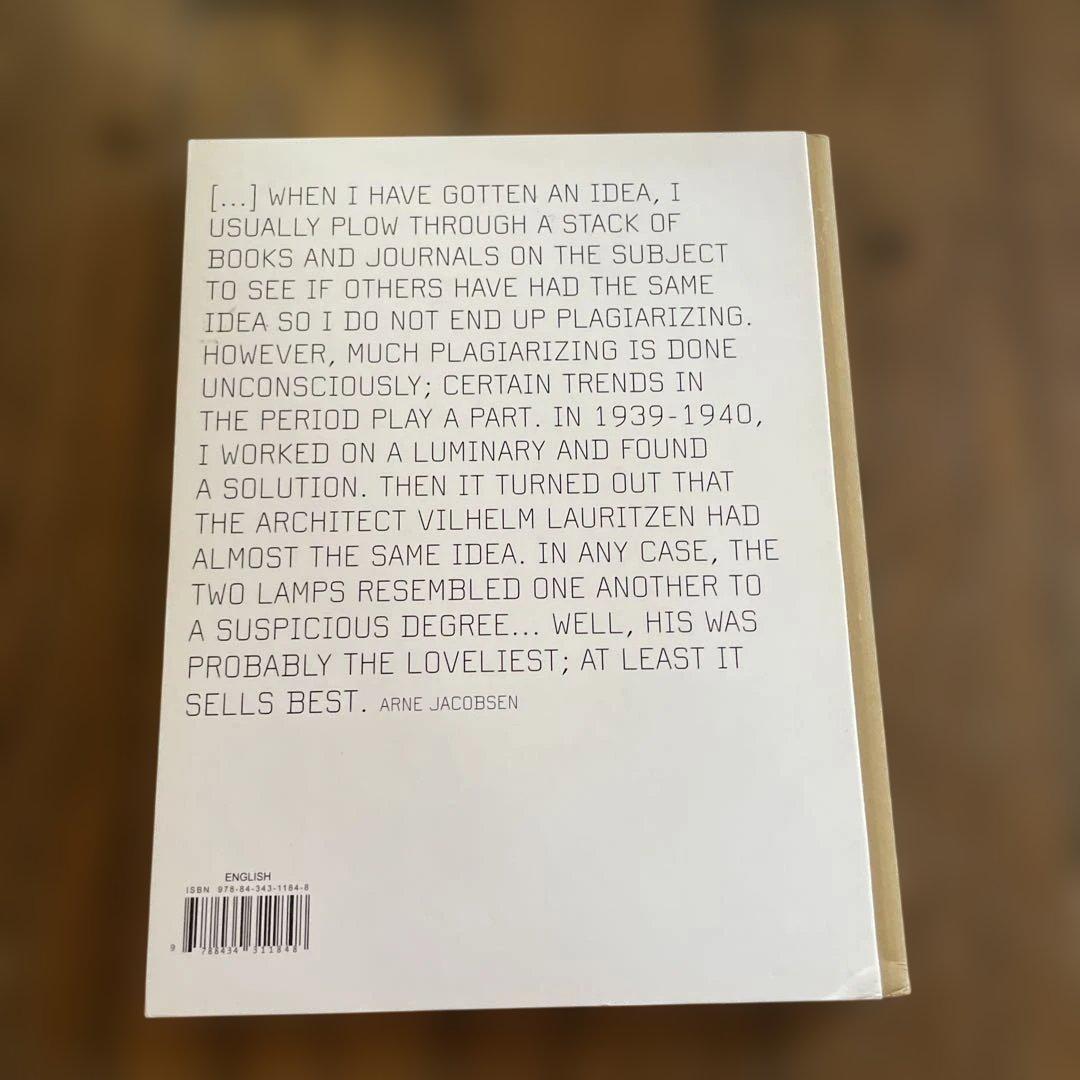 [...] WHEN I HAVE GOTTEN AN IDEA, I
USUALLY PLOW THROUGH A STACK OF
BOOKS AND JOURNALS ON THE SUBJECT
TO SEE IF OTHERS HAVE HAD THE SAME
IDEA SO I DO NOT END UP PLAGIARIZING.
HOWEVER, MUCH PLAGIARIZING IS DONE
UNCONSCIOUSLY; CERTAIN TRENDS IN
THE PERIOD PLAY A PART. IN 1939-1940,
I WORKED ON A LUMINARY AND FOUND
A SOLUTION. THEN IT TURNED OUT THAT
THE ARCHITECT VILHELM LAURITZEN HAD
ALMOST THE SAME IDEA. IN ANY CASE, THE
TWO LAMPS RESEMBLED ONE ANOTHER TO
A SUSPICIOUS DEGREE... WELL, HIS WAS
PROBABLY THE LOVELIEST; AT LEAST IT
SELLS BEST. ARNE JACOBSEN
ENGLISH
ISBN 978-84-343-1184-8
9 788434 311848